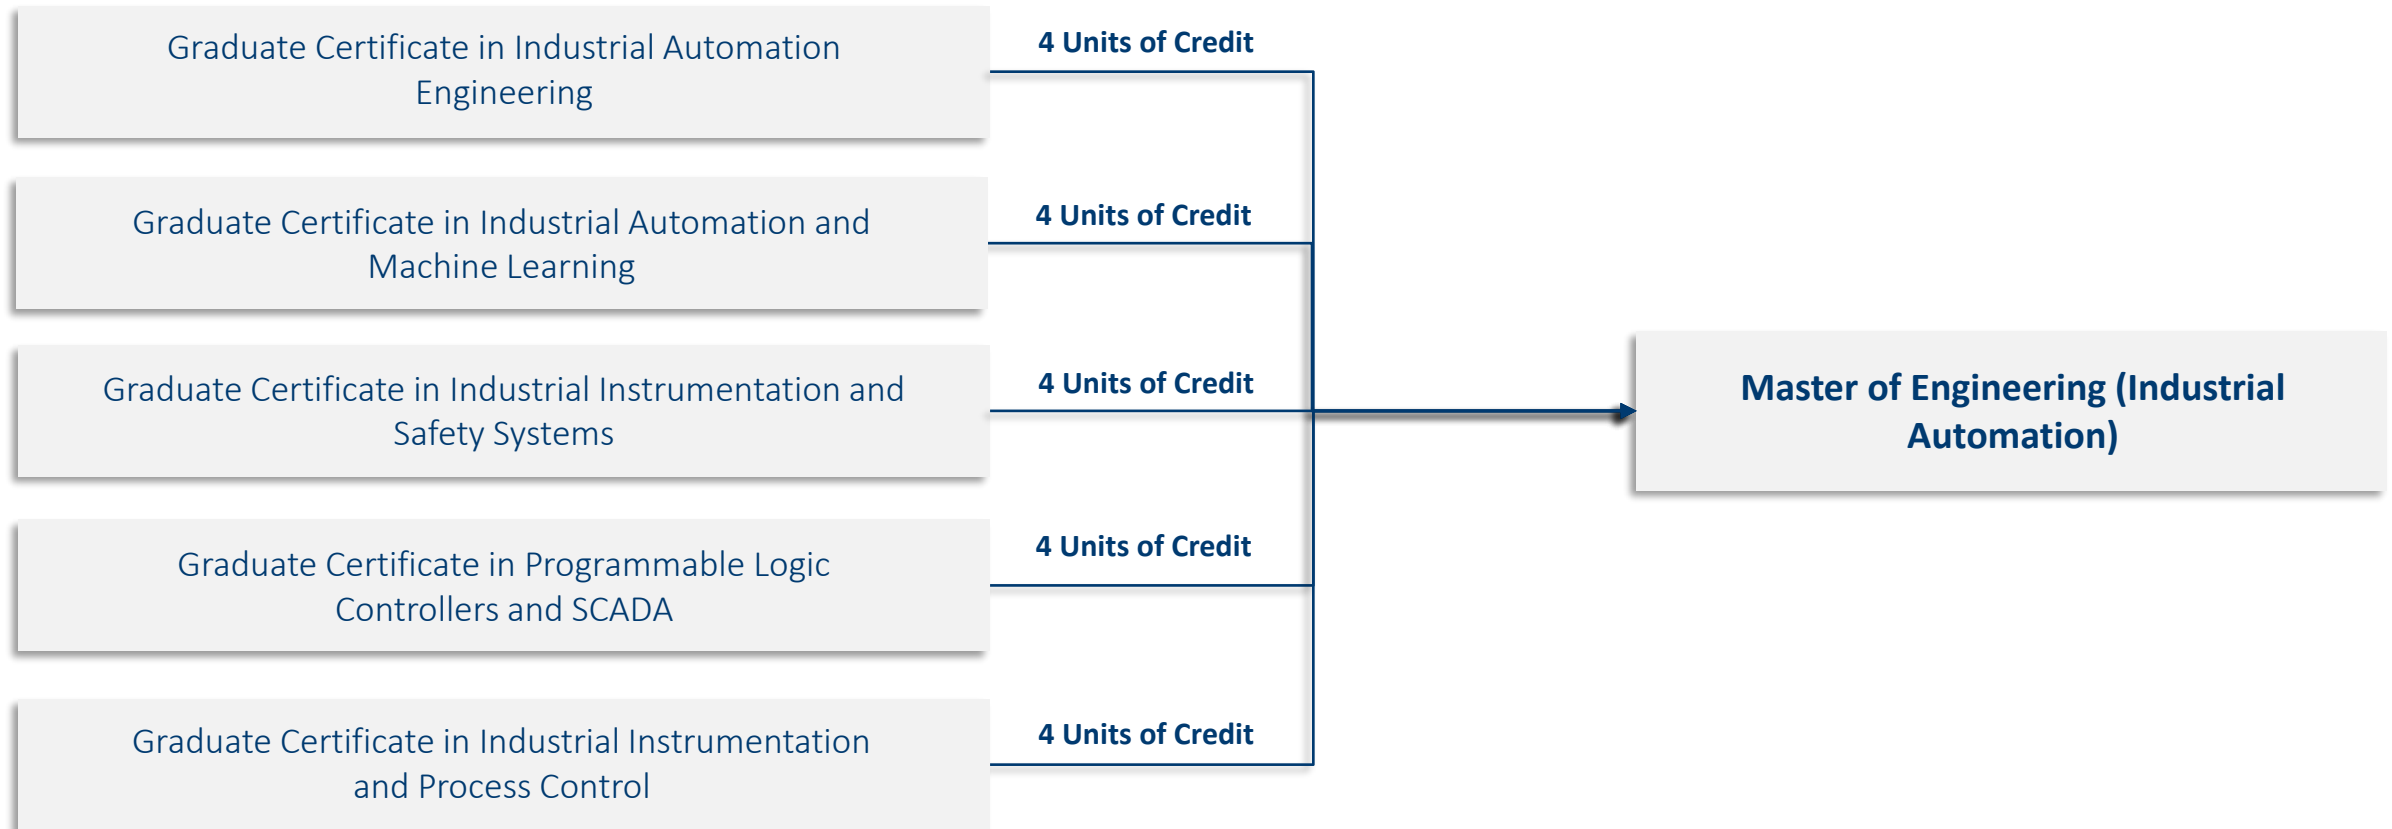 Graduate Certificate in Industrial Automation
Engineering
4 Units of Credit
Graduate Certificate in Industrial Automation and
Machine Learning
4 Units of Credit
Graduate Certificate in Industrial Instrumentation and
Safety Systems
4 Units of Credit
Graduate Certificate in Programmable Logic
Controllers and SCADA
4 Units of Credit
Graduate Certificate in Industrial Instrumentation
and Process Control
4 Units of Credit
Master of Engineering (Industrial
Automation)